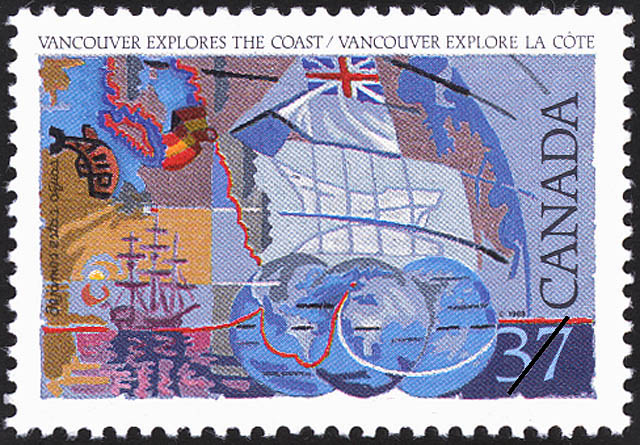 VANCOUVER EXPLORES THE COAST / VANCOUVER EXPLORE LA CÔTE
CANADA
© 1988
37